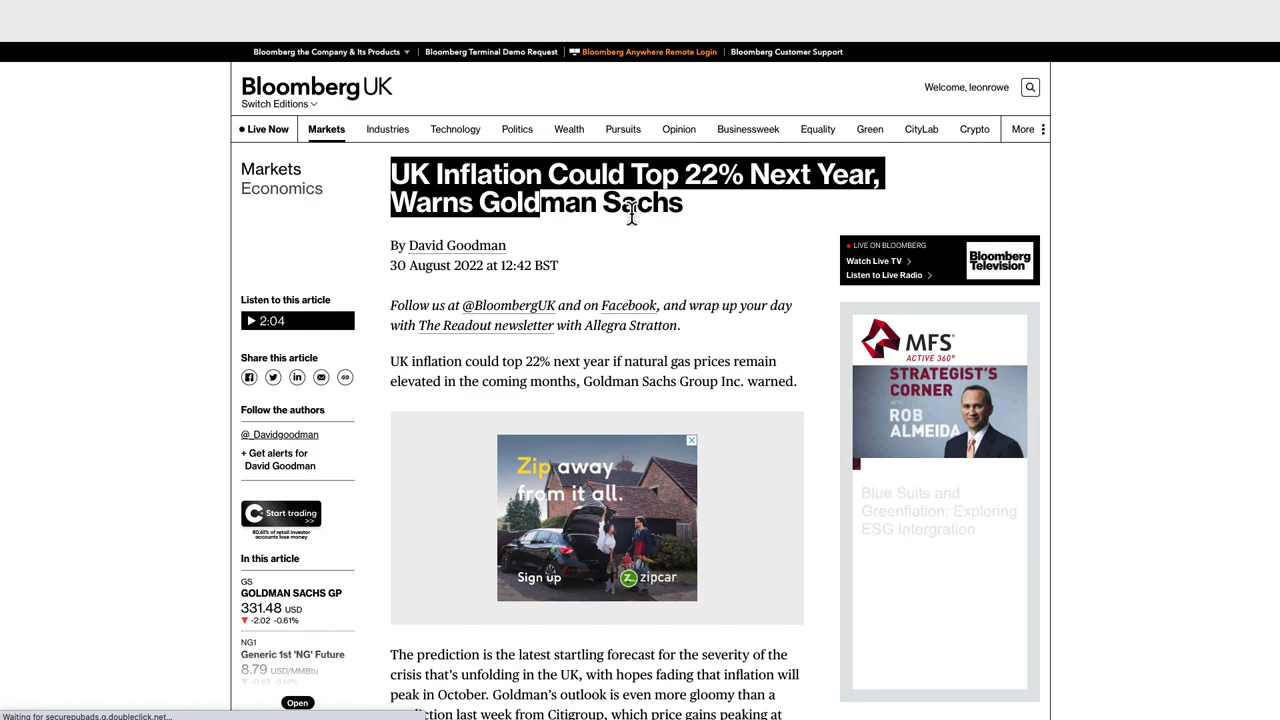 Bloomberg the Company & Its Products
Bloomberg Terminal Demo Request
Bloomberg Anywhere Remote Login
Bloomberg Customer Support
Bloomberg UK
Switch Editions
Welcome, leonrowe
Live Now
Markets
Industries
Technology
Politics
Wealth
Pursuits
Opinion
Businessweek
Equality
Green
CityLab
Crypto
More
Markets
Economics
UK Inflation Could Top 22% Next Year,
Warns Goldman Sachs
By David Goodman
30 August 2022 at 12:42 BST
Listen to this article
2:04
Share this article
Follow the authors
@_Davidgoodman
+ Get alerts for
David Goodman
Start trading
>>
80.61% of retail investor
accounts lose money
In this article
GS
GOLDMAN SACHS GP
331.48 USD
-2.02 -0.61%
NG1
Generic 1st 'NG' Future
8.79 USD/MMBtu
Open
Follow us at @BloombergUK and on Facebook, and wrap up your day
with The Readout newsletter with Allegra Stratton.
UK inflation could top 22% next year if natural gas prices remain
elevated in the coming months, Goldman Sachs Group Inc. warned.
Zip away
from it all.
Sign up
zipcar
The prediction is the latest startling forecast for the severity of the
crisis that’s unfolding in the UK, with hopes fading that inflation will
peak in October. Goldman’s outlook is even more gloomy than a
last week from Citigroup, which price gains peaking at
LIVE ON BLOOMBERG
Watch Live TV
Listen to Live Radio
Bloomberg
Television
MFS
ACTIVE 360°
STRATEGIST'S
CORNER
WITH
ROB
ALMEIDA
Blue Suits and
Greenflation: Exploring
ESG Intergration
Waiting for securepubads.g.doubleclick.net...